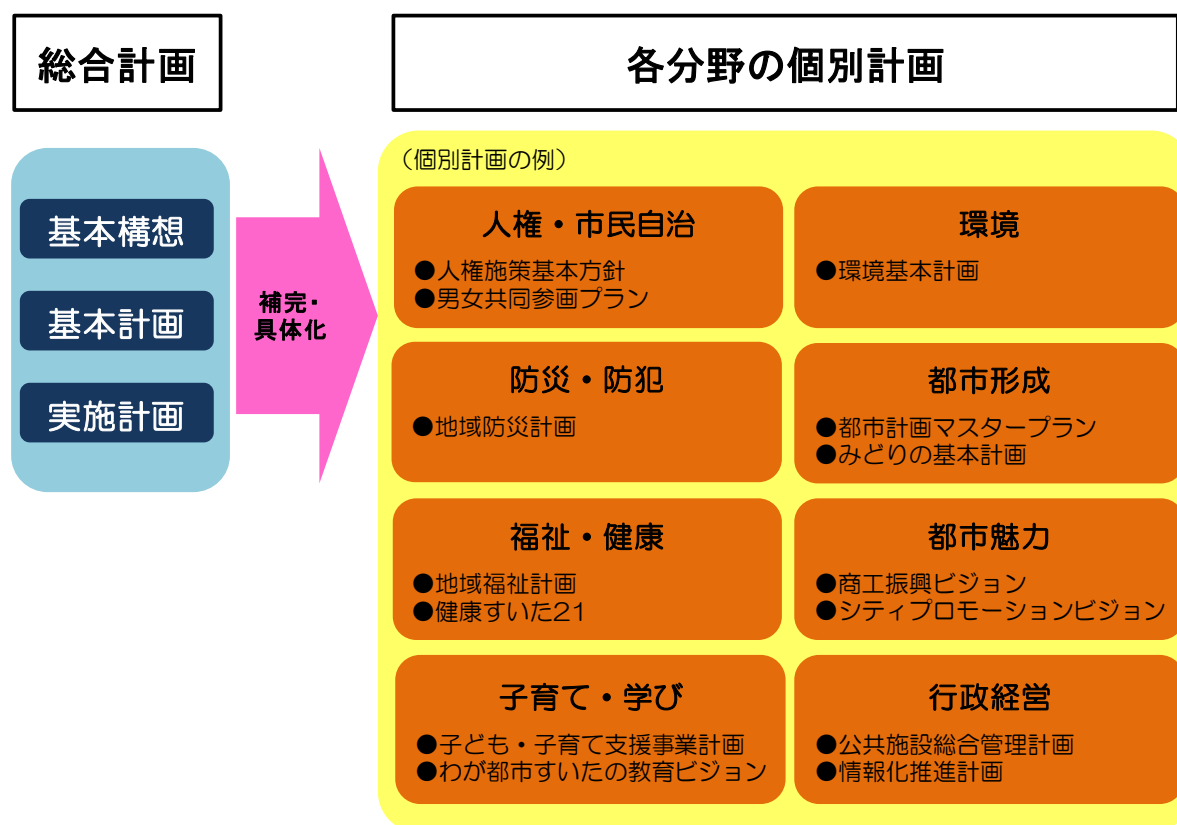 総合計画
各分野の個別計画
基本構想
基本計画
実施計画
補完・
具体化
（個別計画の例）
人権・市民自治
●人権施策基本方針
●男女共同参画プラン
環境
●環境基本計画
防災・防犯
●地域防災計画
都市形成
●都市計画マスタープラン
●みどりの基本計画
福祉・健康
●地域福祉計画
●健康すいた21
都市魅力
●商工振興ビジョン
●シティプロモーションビジョン
子育て・学び
●子ども・子育て支援事業計画
●わが都市すいたの教育ビジョン
行政経営
●公共施設総合管理計画
●情報化推進計画